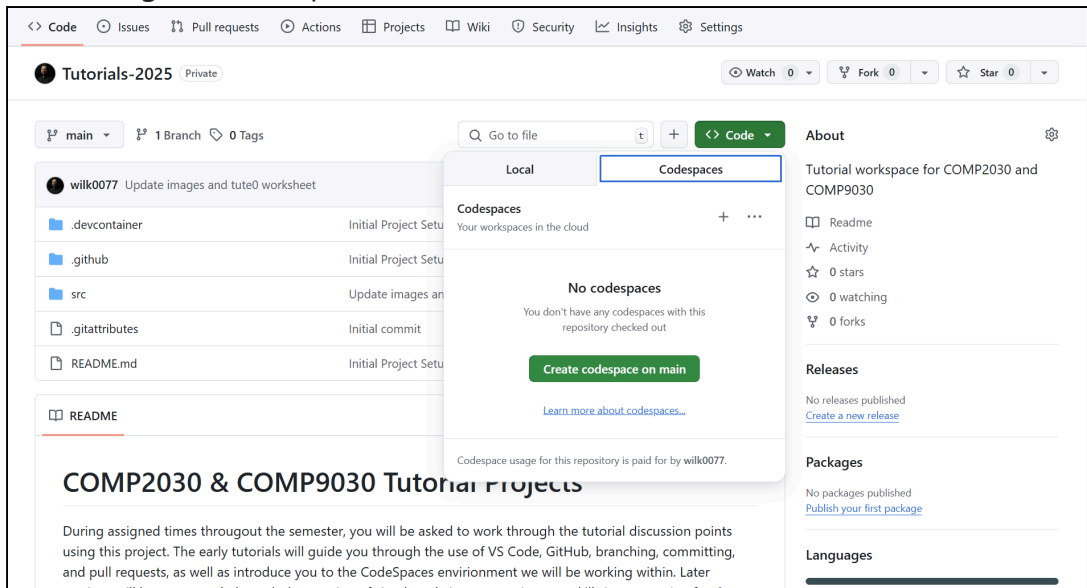 Code Issues Pull requests Actions Projects Wiki Security Insights Settings
Tutorials-2025 Private
Watch 0 Fork 0 Star 0
main 1 Branch 0 Tags
Go to file t
Code
Local Codespaces
Codespaces
Your workspaces in the cloud
No codespaces
You don't have any codespaces with this
repository checked out
Create codespace on main
Learn more about codespaces...
Codespace usage for this repository is paid for by wilk0077.
wilk0077 Update images and tute0 worksheet
.devcontainer Initial Project Setu
.github Initial Project Setu
src Update images an
.gitattributes Initial commit
README.md Initial Project Setu
README
COMP2030 & COMP9030 Tutorial Projects
During assigned times througout the semester, you will be asked to work through the tutorial discussion points
using this project. The early tutorials will guide you through the use of VS Code, GitHub, branching, committing,
and pull requests, as well as introduce you to the CodeSpaces envrionment we will be working within. Later
About
Tutorial workspace for COMP2030 and
COMP9030
Readme
Activity
0 stars
0 watching
0 forks
Releases
No releases published
Create a new release
Packages
No packages published
Publish your first package
Languages